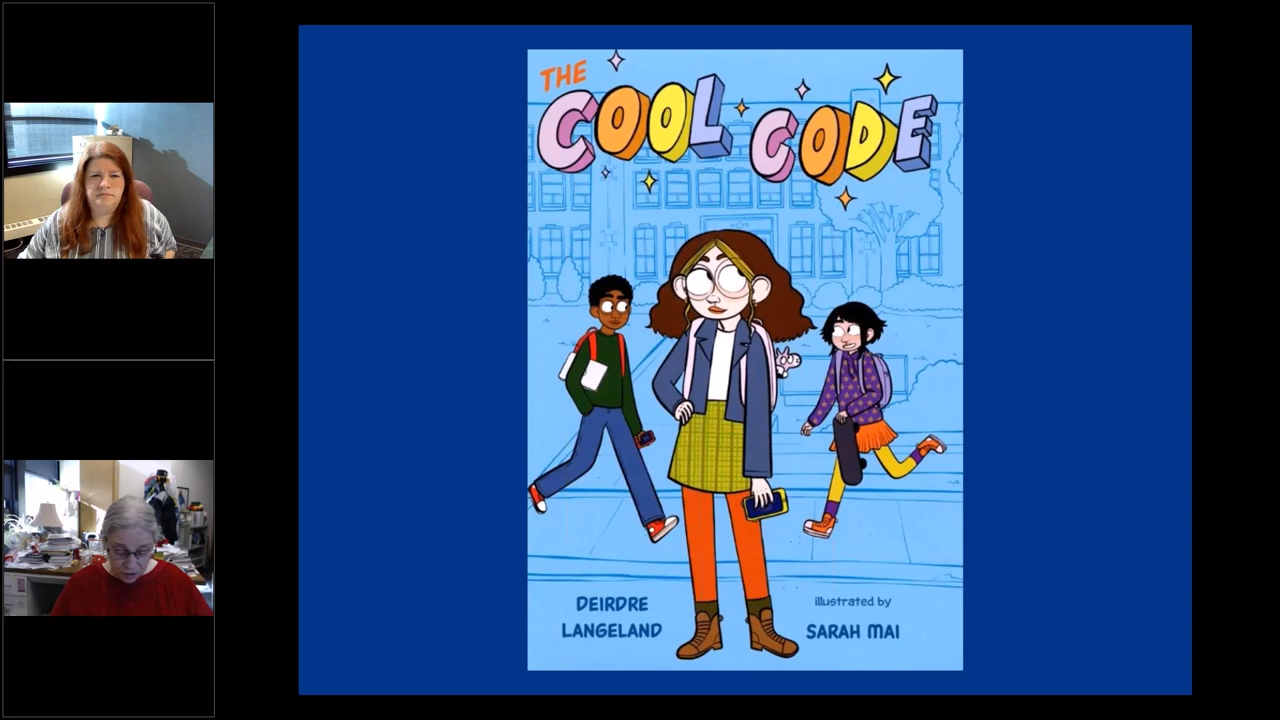 THE
COOL CODE
DEIRDRE
LANGELAND
illustrated by
SARAH MAI